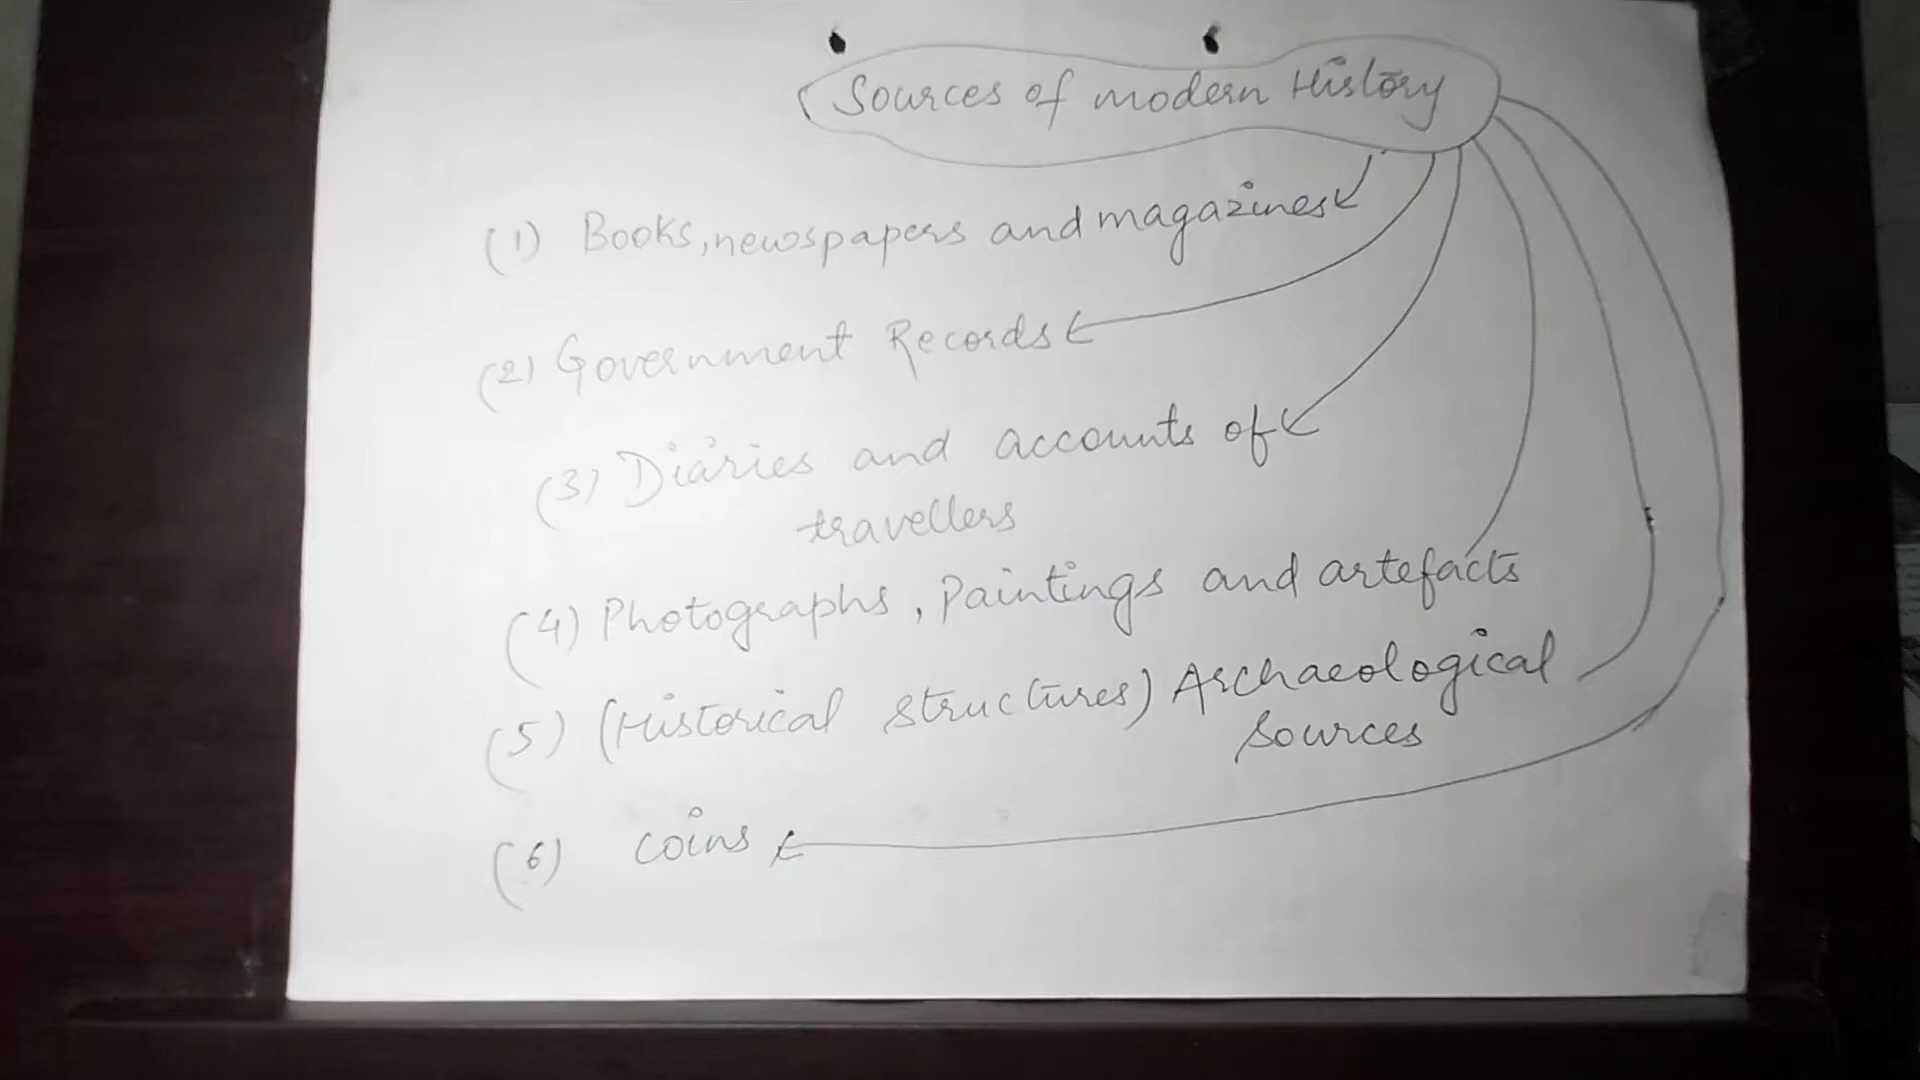 Sources of modern History
(1) Books, newspapers and magazines
(2) Government Records
(3) Diaries and accounts of
travellers
(4) Photographs, Paintings and artefacts
(5) (Historical structures) Archaeological
Sources
(6) coins